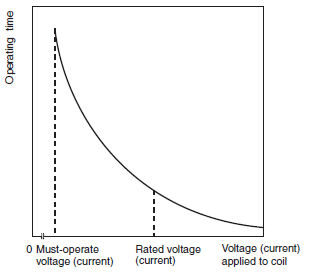 Operating time
0 Must-operate
voltage (current)
Rated voltage
(current)
Voltage (current)
applied to coil